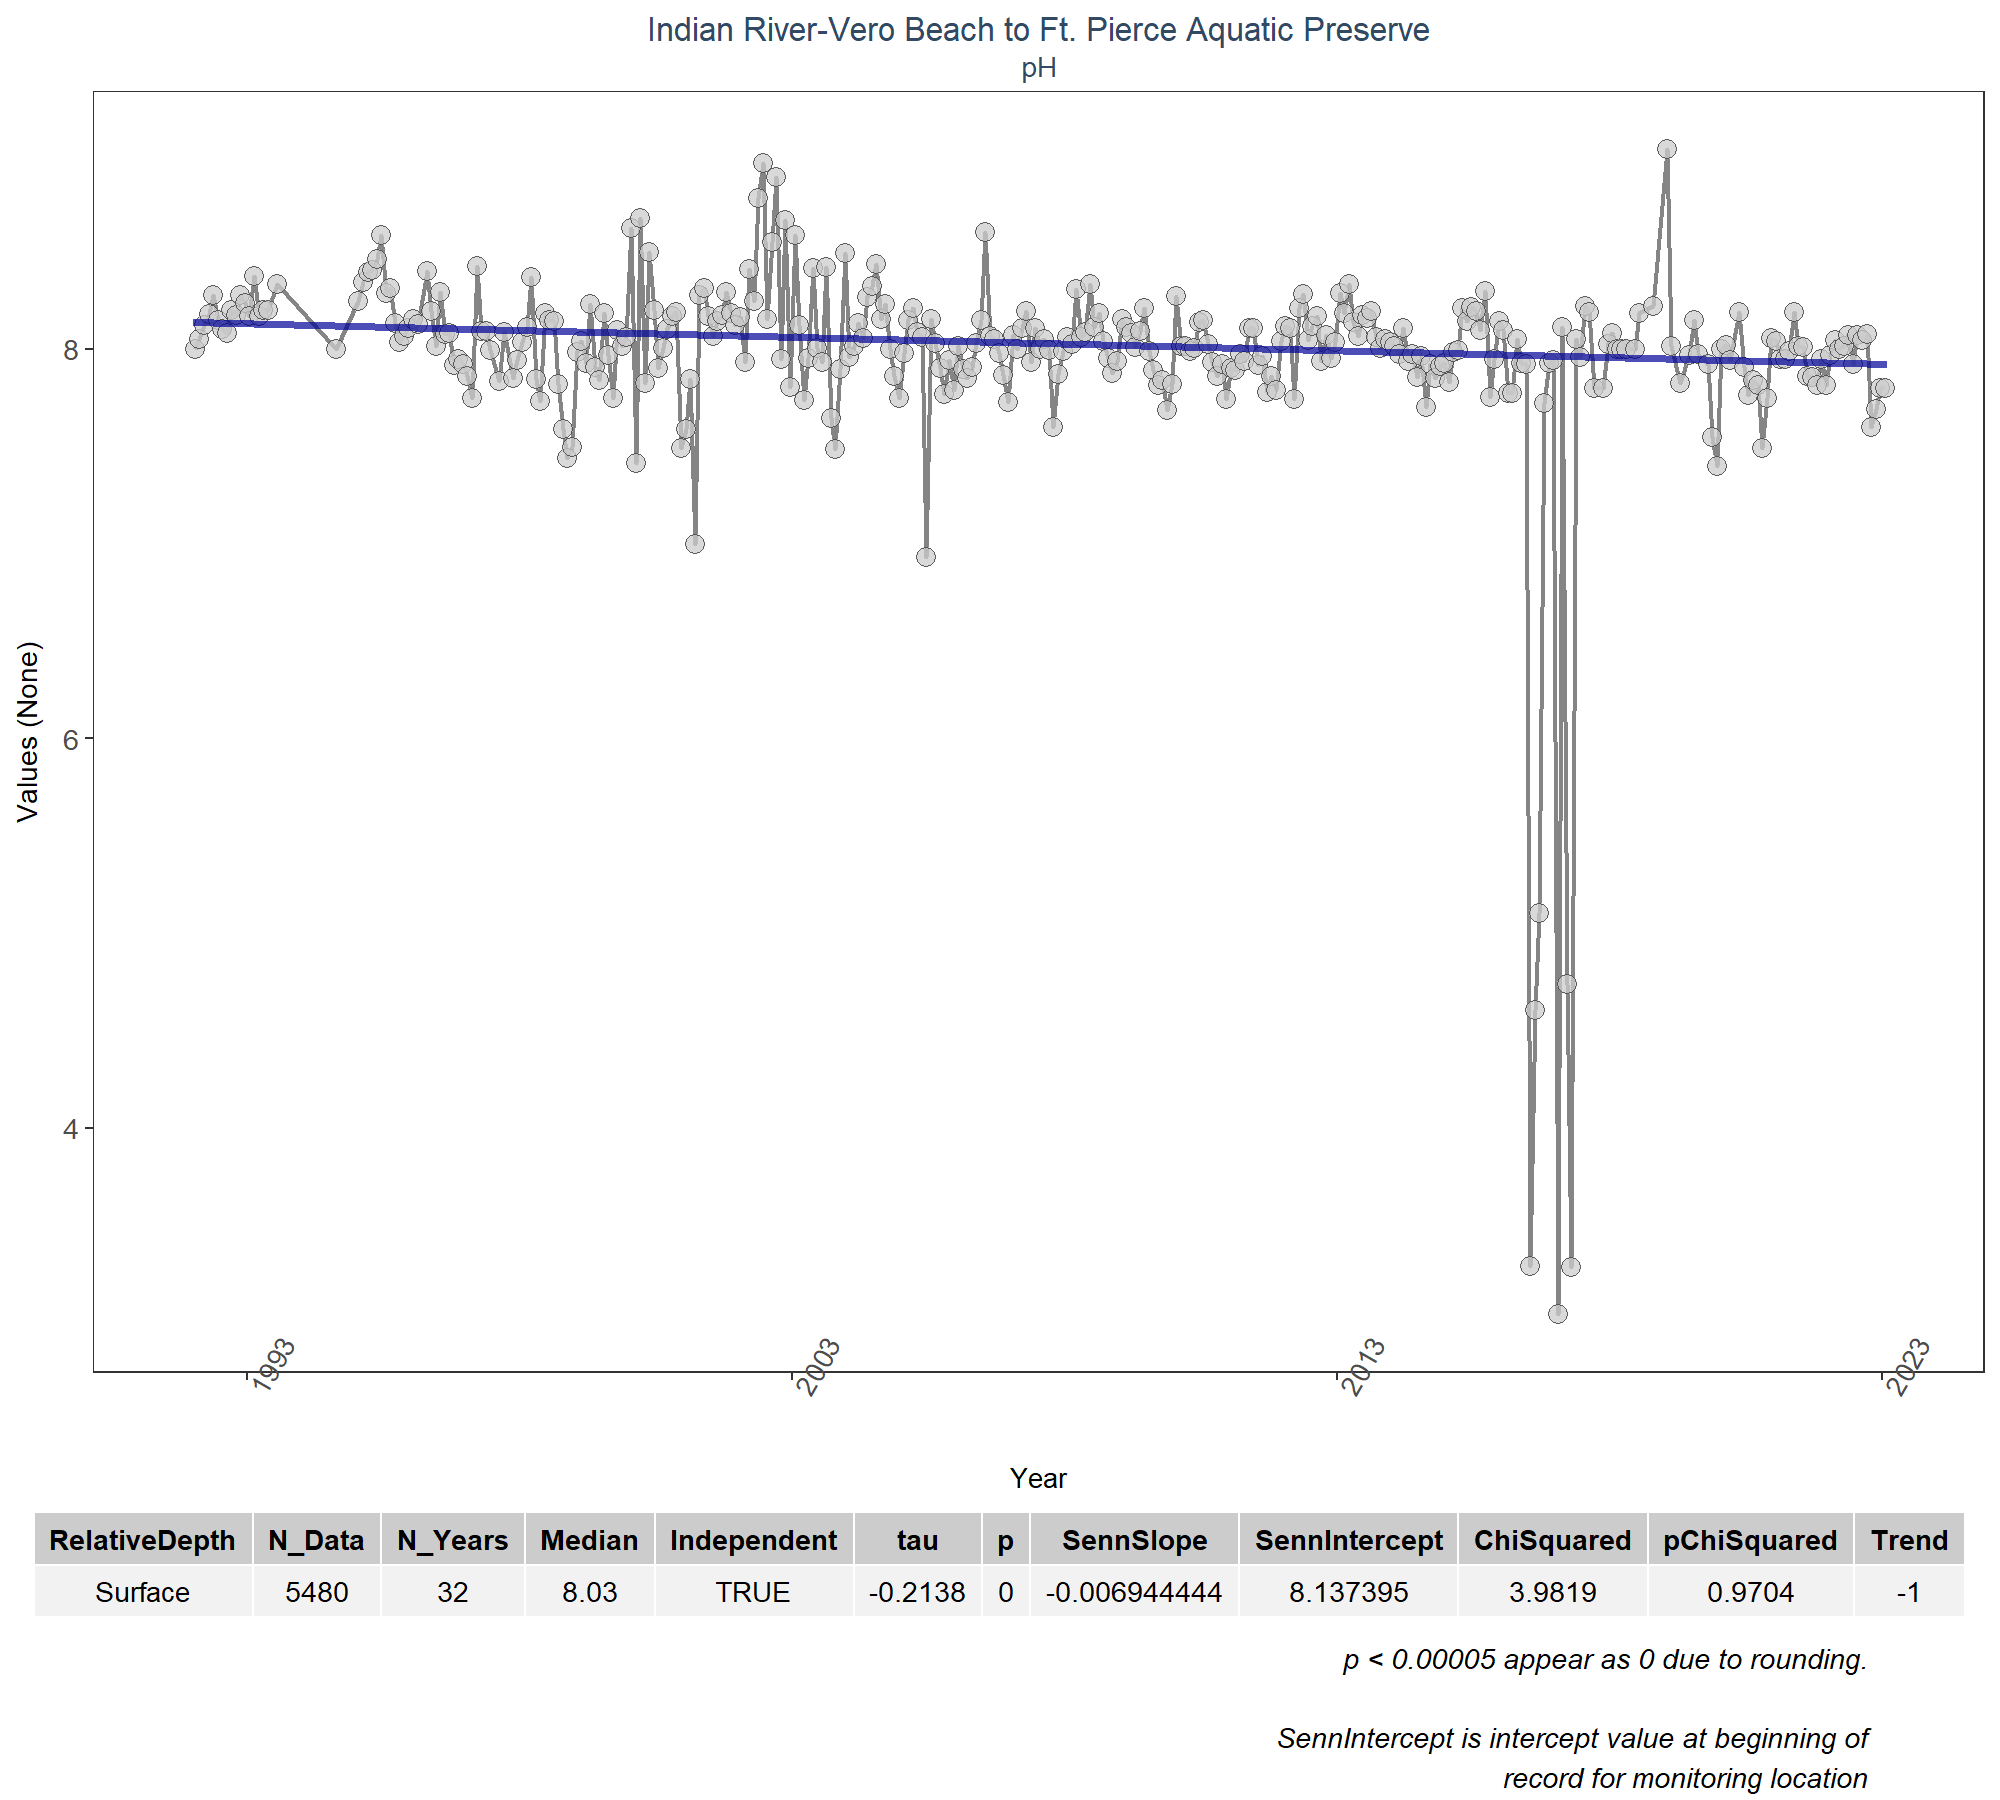 Indian River-Vero Beach to Ft. Pierce Aquatic Preserve
pH
Values (None)
8
6
4
1993
2003
2013
2023
Year
RelativeDepth N_Data N_Years Median Independent tau p SennSlope SennIntercept ChiSquared pChiSquared Trend
Surface 5480 32 8.03 TRUE -0.2138 0 -0.006944444 8.137395 3.9819 0.9704 -1
p < 0.00005 appear as 0 due to rounding.
SennIntercept is intercept value at beginning of
record for monitoring location